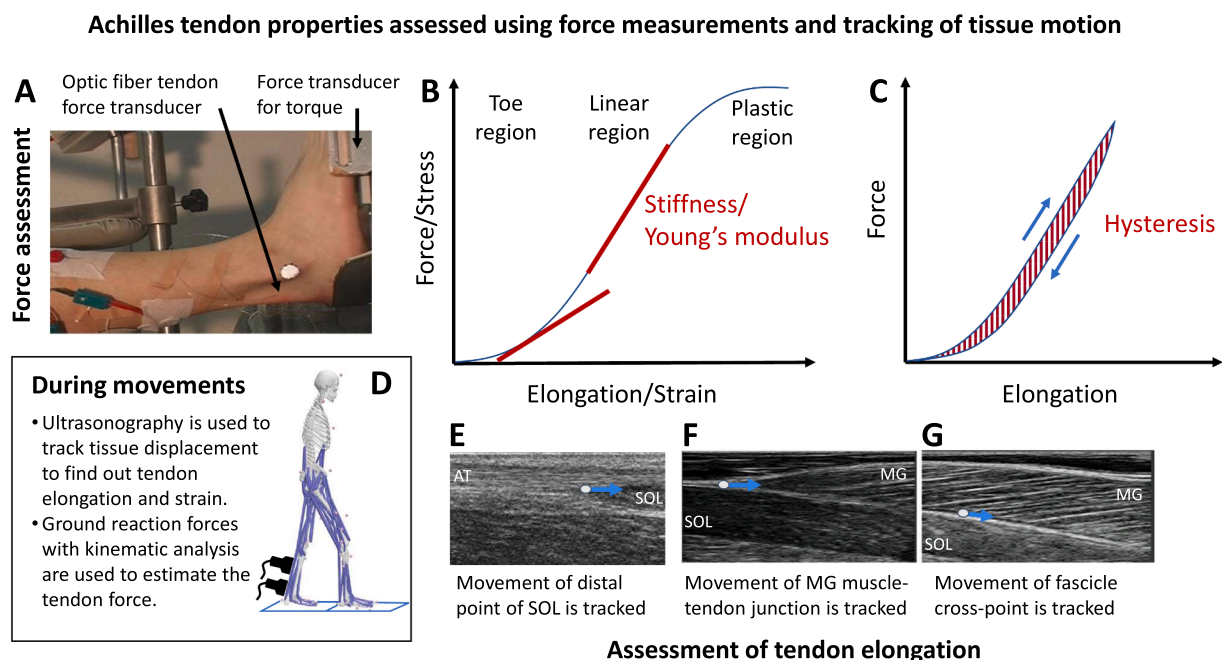 Achilles tendon properties assessed using force measurements and tracking of tissue motion
A
Optic fiber tendon
force transducer
Force transducer
for torque
Force assessment
B
Toe
region
Linear
region
Plastic
region
Stiffness/
Young's modulus
Force/Stress
Elongation/Strain
C
Force
Hysteresis
Elongation
D
During movements
•Ultrasonography is used to
track tissue displacement
to find out tendon
elongation and strain.
•Ground reaction forces
with kinematic analysis
are used to estimate the
tendon force.
E
AT
SOL
Movement of distal
point of SOL is tracked
F
MG
SOL
Movement of MG muscle-
tendon junction is tracked
G
MG
SOL
Movement of fascicle
cross-point is tracked
Assessment of tendon elongation